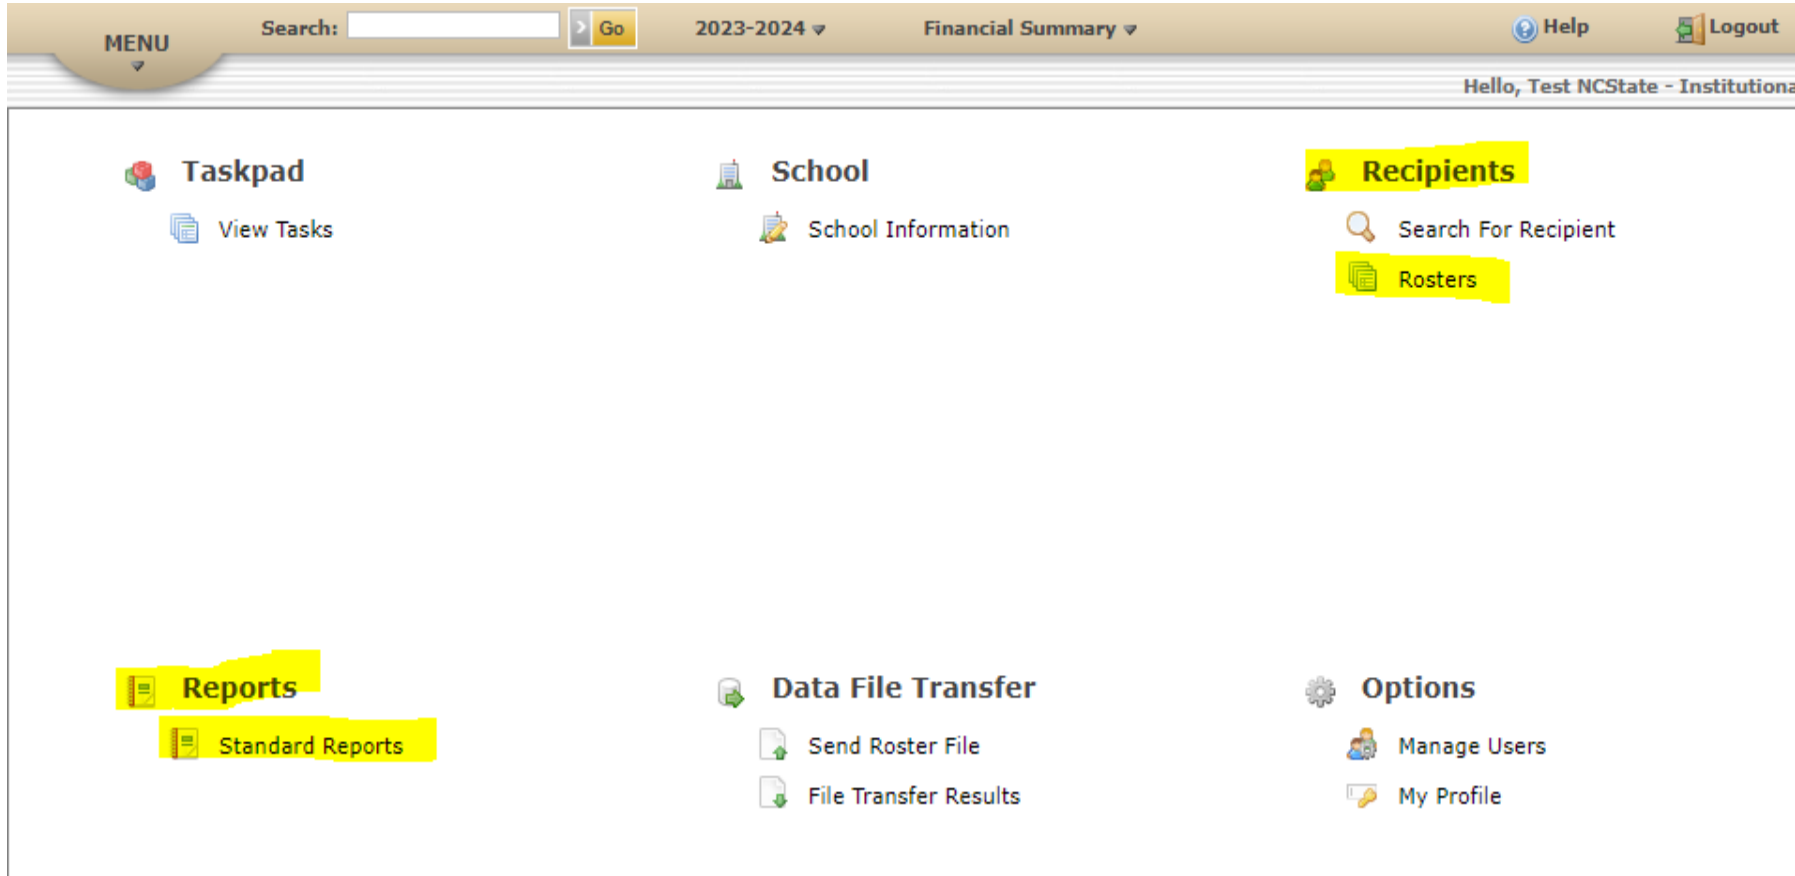 MENU
Search:
Go
2023-2024
Financial Summary
Help
Logout
Hello, Test NCState - Institutiona
Taskpad
View Tasks
School
School Information
Recipients
Search For Recipient
Rosters
Reports
Standard Reports
Data File Transfer
Send Roster File
File Transfer Results
Options
Manage Users
My Profile